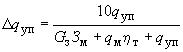 Δq_уп = 10q_уп / (G_з З_м + q_м η_т + q_уп)